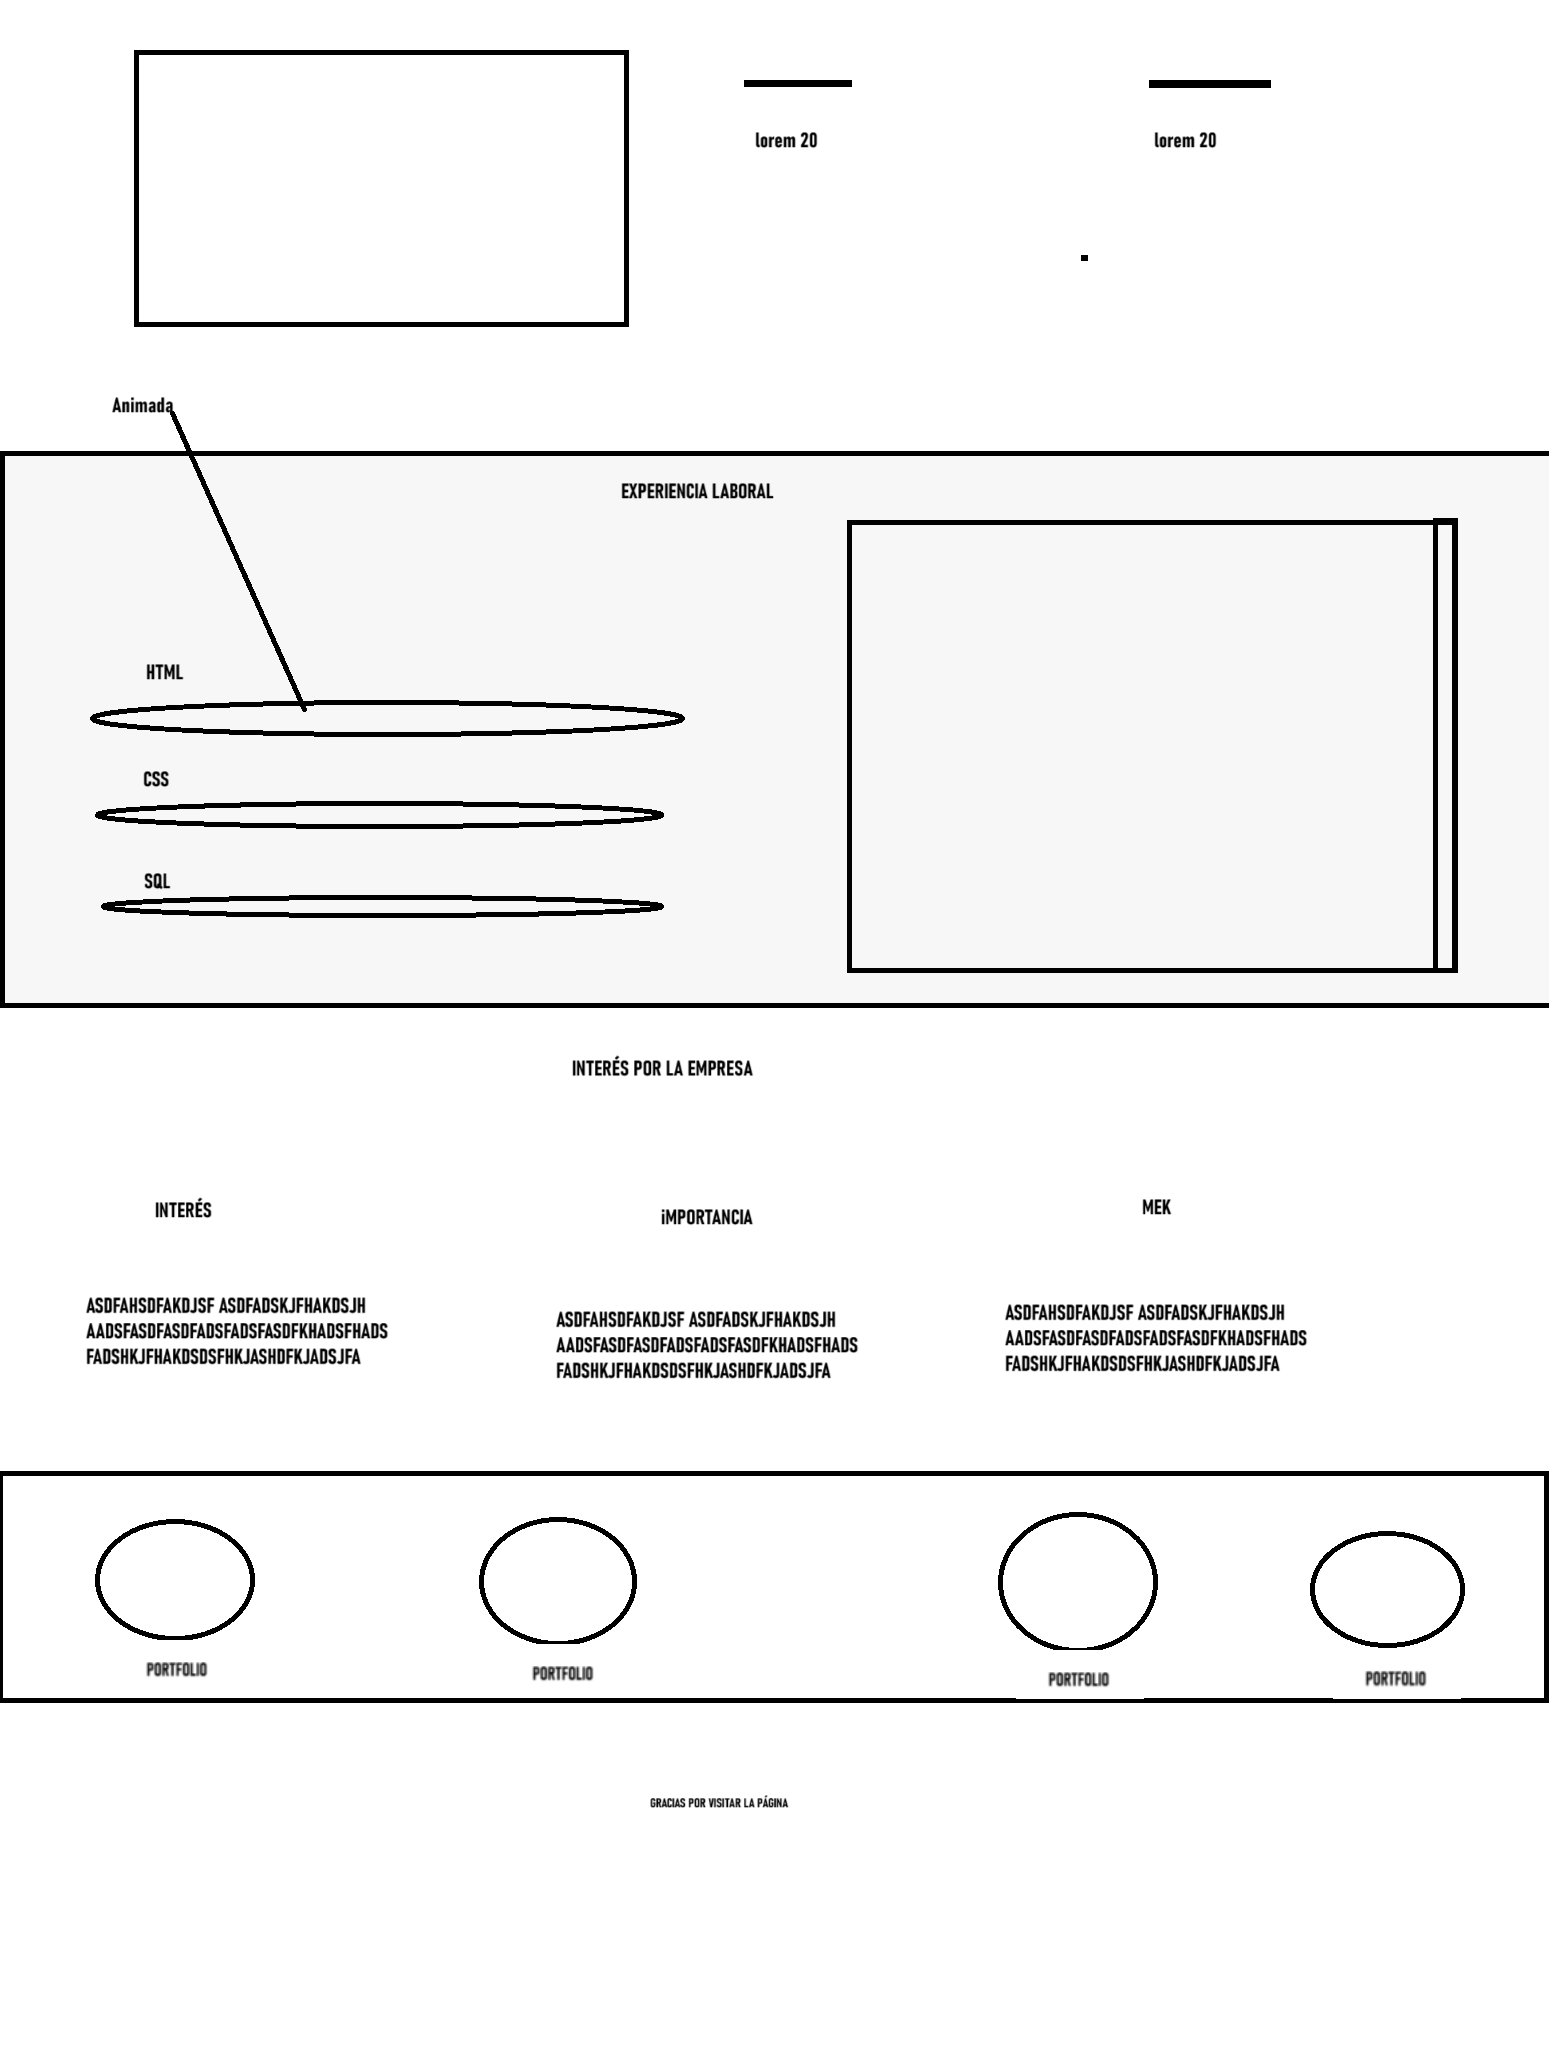 lorem 20
lorem 20
Animada
EXPERIENCIA LABORAL
HTML
CSS
SQL
INTERÉS POR LA EMPRESA
INTERÉS
iMPORTANCIA
MEK
ASDFAHSDFAKDJSF ASDFADSKJFHAKDSJH
AADSFASDFASDFADSFADSFASDFKHADSFHADS
FADSHKJFHAKDSDSFHKJASHDFKJADSJFA
ASDFAHSDFAKDJSF ASDFADSKJFHAKDSJH
AADSFASDFASDFADSFADSFASDFKHADSFHADS
FADSHKJFHAKDSDSFHKJASHDFKJADSJFA
ASDFAHSDFAKDJSF ASDFADSKJFHAKDSJH
AADSFASDFASDFADSFADSFASDFKHADSFHADS
FADSHKJFHAKDSDSFHKJASHDFKJADSJFA
PORTFOLIO
PORTFOLIO
PORTFOLIO
PORTFOLIO
GRACIAS POR VISITAR LA PÁGINA